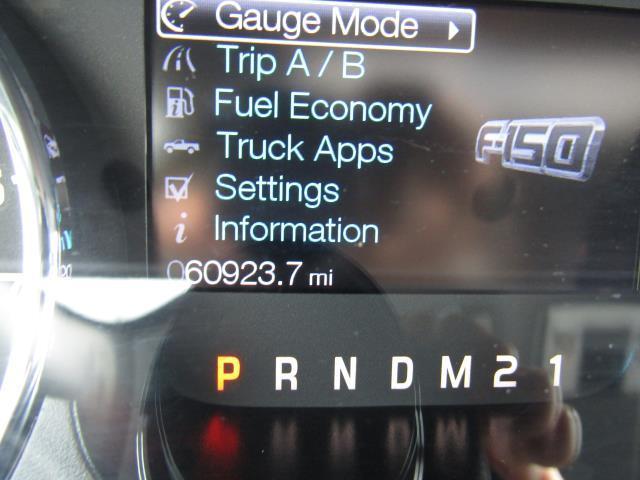 Gauge Mode
Trip A / B
Fuel Economy
Truck Apps
F-150
Settings
Information
060923.7 mi
P R N D M 2 1